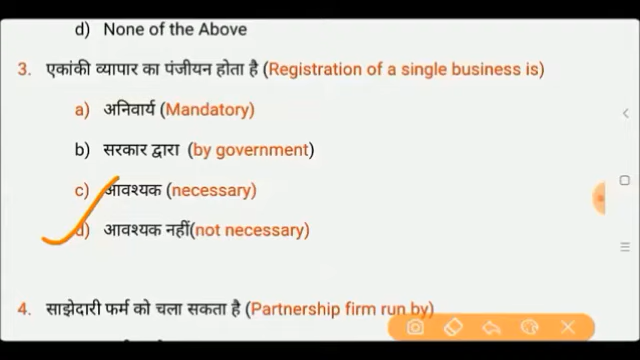 d) None of the Above
3. एकांकी व्यापार का पंजीयन होता है (Registration of a single business is)
a) अनिवार्य (Mandatory)
b) सरकार द्वारा (by government)
c) आवश्यक (necessary)
d) आवश्यक नहीं(not necessary)
4. साझेदारी फर्म को चला सकता है (Partnership firm run by)